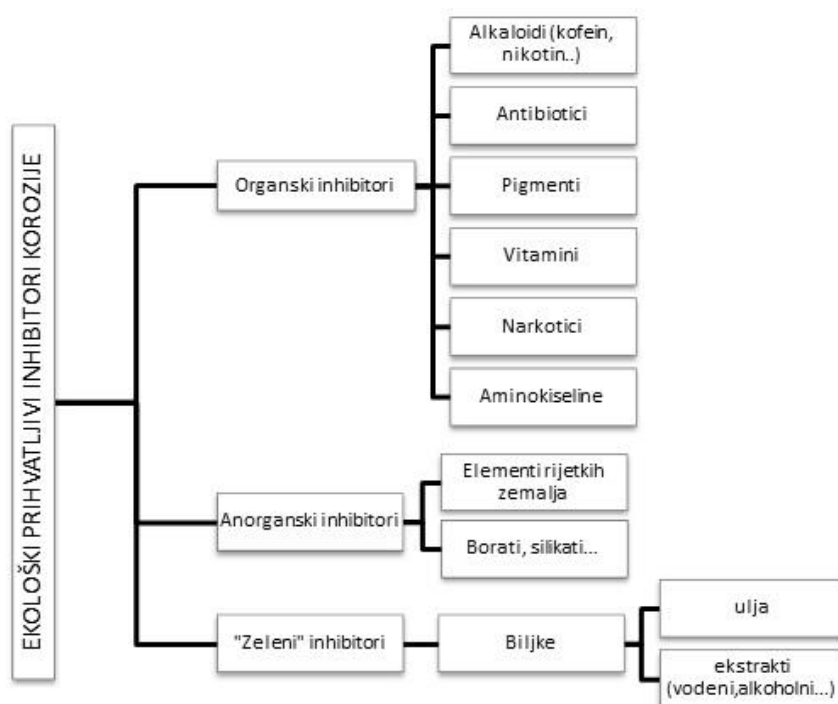 EKOLOŠKI PRIHVATLJIVI INHIBITORI KOROZIJE
Organski inhibitori
Alkaloidi (kofein,
nikotin..)
Antibiotici
Pigmenti
Vitamini
Narkotici
Aminokiseline
Anorganski inhibitori
Elementi rijetkih
zemalja
Borati, silikati...
"Zeleni" inhibitori
Biljke
ulja
ekstrakti
(vodeni,alkoholni...)